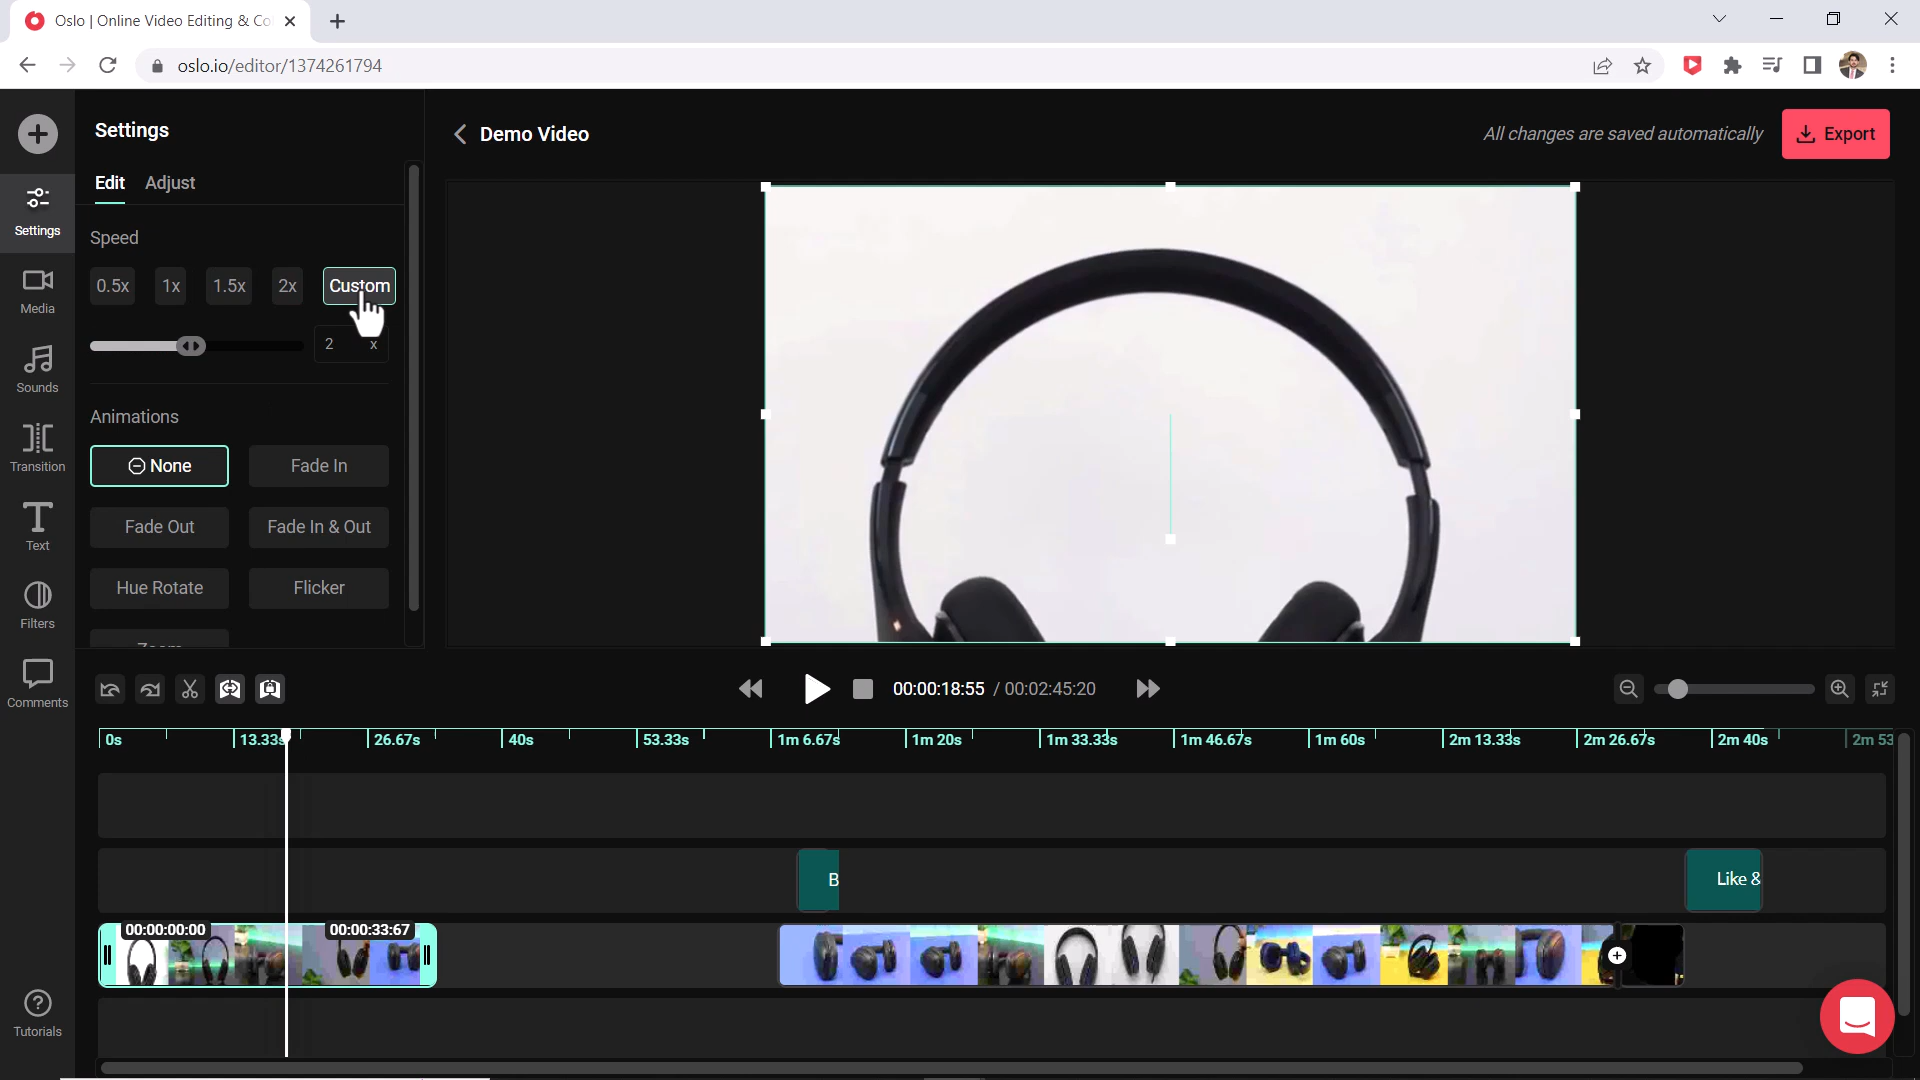 Oslo | Online Video Editing & Co
oslo.io/editor/1374261794
Settings
Edit Adjust
Speed
0.5x 1x 1.5x 2x Custom
2 x
Animations
None Fade In
Fade Out Fade In & Out
Hue Rotate Flicker
Zoom
Settings
Media
Sounds
Transition
Text
Filters
Comments
Tutorials
Demo Video
All changes are saved automatically
Export
00:00:18:55 / 00:02:45:20
0s 13.33s 26.67s 40s 53.33s 1m 6.67s 1m 20s 1m 33.33s 1m 46.67s 1m 60s 2m 13.33s 2m 26.67s 2m 40s 2m 53
B Like &
00:00:00:00 00:00:33:67